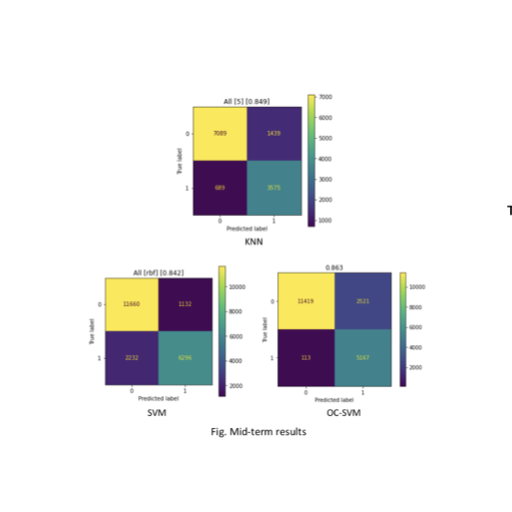 All [5] [0.849]
7089 1439
689 3575
True label
0
1
0 1
Predicted label
7000
6000
5000
4000
3000
2000
1000
KNN
All [rbf] [0.842]
11660 1132
2232 6296
True label
0
1
0 1
Predicted label
10000
8000
6000
4000
2000
SVM
0.863
11419 2521
113 5167
True label
0
1
0 1
Predicted label
10000
8000
6000
4000
2000
OC-SVM
Fig. Mid-term results
T